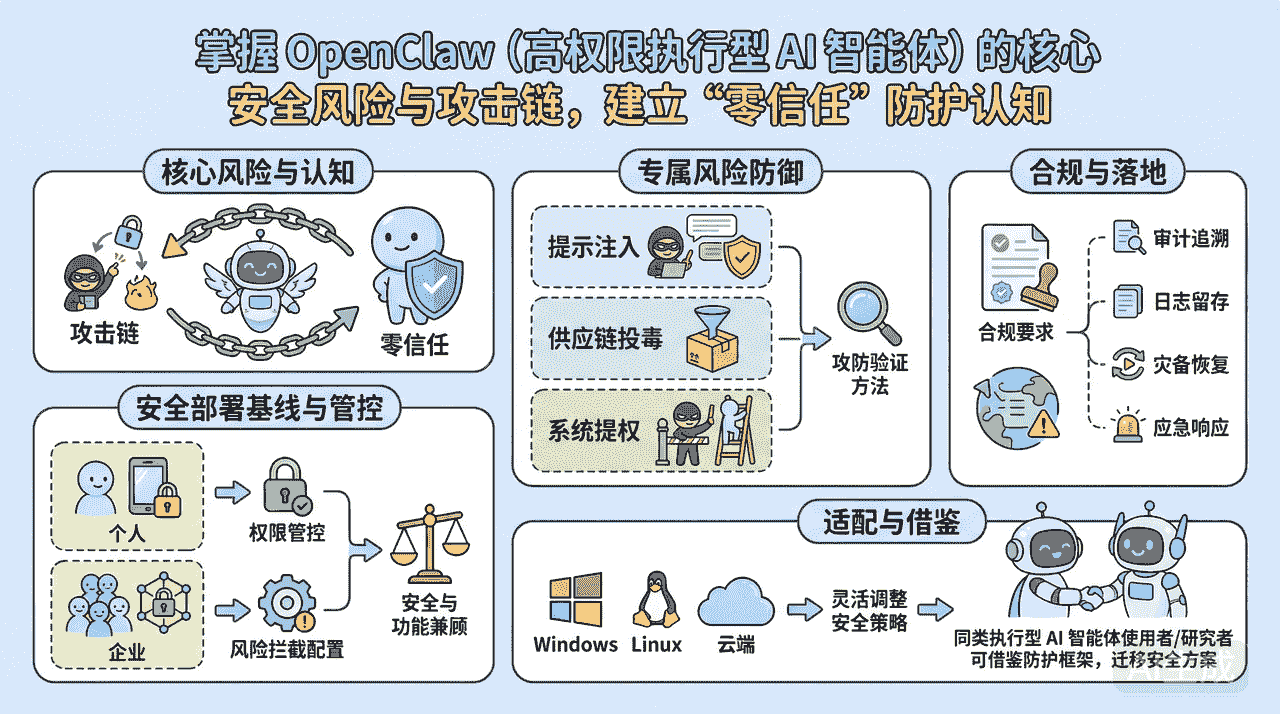 掌握 OpenClaw（高权限执行型 AI 智能体）的核心
安全风险与攻击链，建立“零信任”防护认知
核心风险与认知
攻击链
零信任
安全部署基线与管控
个人
权限管控
企业
风险拦截配置
安全与
功能兼顾
专属风险防御
提示注入
供应链投毒
系统提权
攻防验证
方法
合规与落地
合规要求
审计追溯
日志留存
灾备恢复
应急响应
适配与借鉴
Windows
Linux
云端
灵活调整
安全策略
同类执行型 AI 智能体使用者/研究者
可借鉴防护框架，迁移安全方案
AI生成